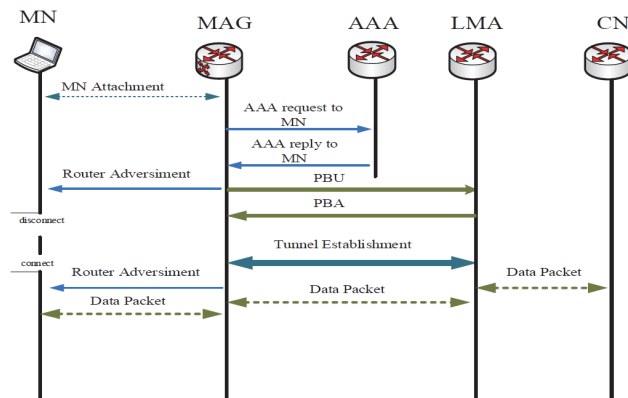 MN
MAG
AAA
LMA
CN
MN Attachment
AAA request to
MN
AAA reply to
MN
Router Adversiment
PBU
PBA
disconnect
Tunnel Establishment
connect
Router Adversiment
Data Packet
Data Packet
Data Packet